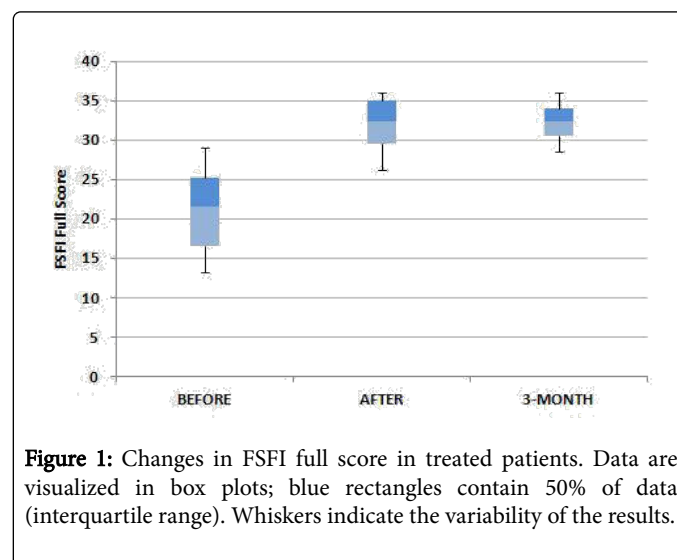 40
35
30
25
20
15
10
5
0
FSFI Full Score
BEFORE AFTER 3-MONTH
Figure 1: Changes in FSFI full score in treated patients. Data are
visualized in box plots; blue rectangles contain 50% of data
(interquartile range). Whiskers indicate the variability of the results.